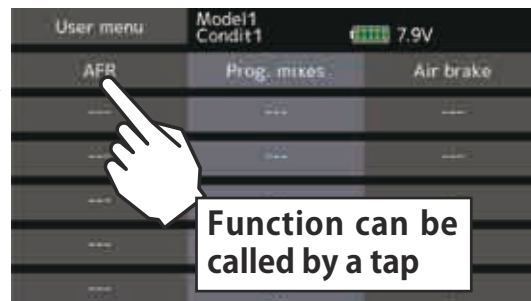 User menu
Model1
Condit1
7.9V
AFR Prog. mixes Air brake
--- --- ---
--- --- ---
--- ---
---
---
Function can be
called by a tap